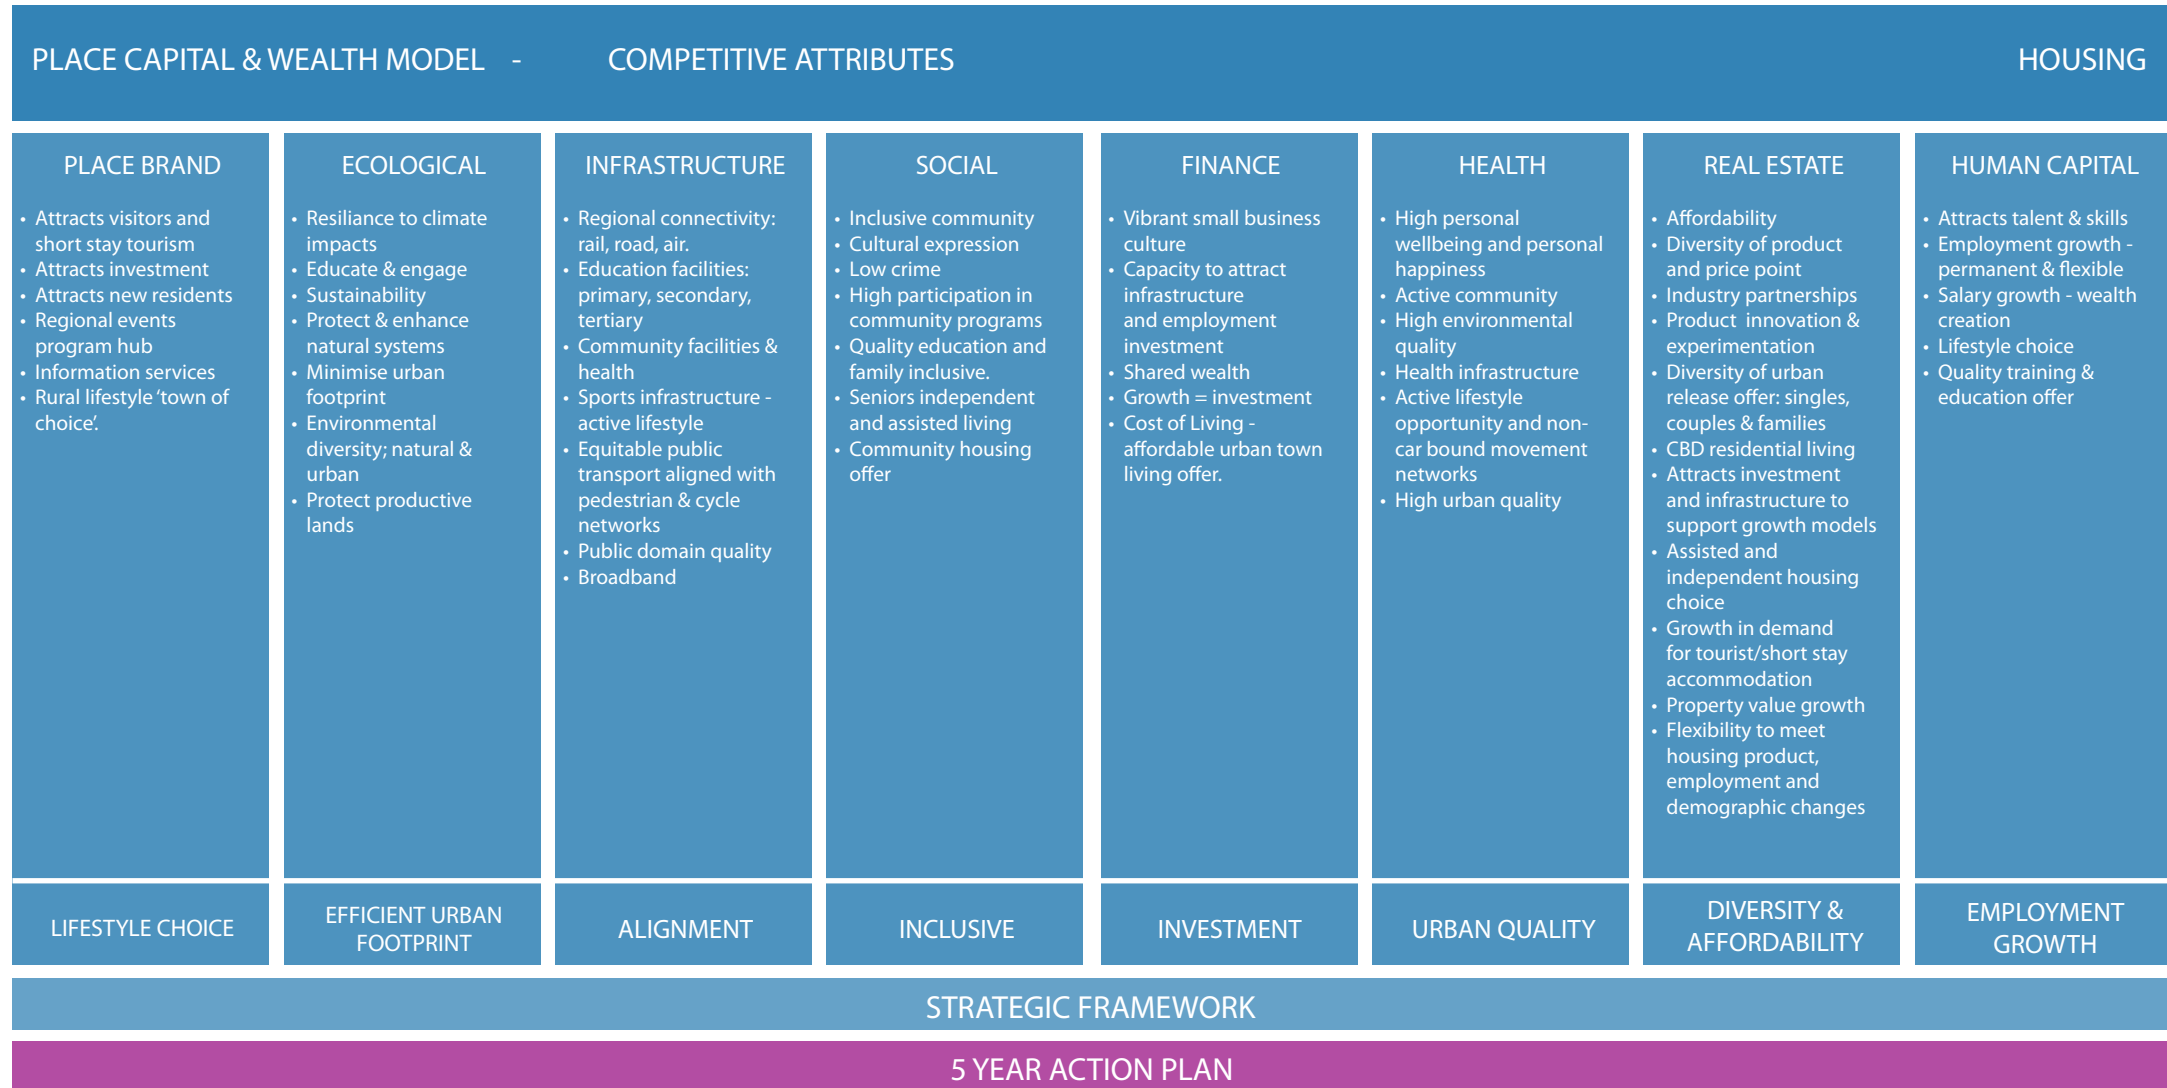 PLACE CAPITAL & WEALTH MODEL - COMPETITIVE ATTRIBUTES HOUSING
PLACE BRAND
• Attracts visitors and
short stay tourism
• Attracts investment
• Attracts new residents
• Regional events
program hub
• Information services
• Rural lifestyle ‘town of
choice’.
LIFESTYLE CHOICE
ECOLOGICAL
• Resiliance to climate
impacts
• Educate & engage
• Sustainability
• Protect & enhance
natural systems
• Minimise urban
footprint
• Environmental
diversity; natural &
urban
• Protect productive
lands
EFFICIENT URBAN
FOOTPRINT
INFRASTRUCTURE
• Regional connectivity:
rail, road, air.
• Education facilities:
primary, secondary,
tertiary
• Community facilities &
health
• Sports infrastructure -
active lifestyle
• Equitable public
transport aligned with
pedestrian & cycle
networks
• Public domain quality
• Broadband
ALIGNMENT
SOCIAL
• Inclusive community
• Cultural expression
• Low crime
• High participation in
community programs
• Quality education and
family inclusive.
• Seniors independent
and assisted living
• Community housing
offer
INCLUSIVE
FINANCE
• Vibrant small business
culture
• Capacity to attract
infrastructure
and employment
investment
• Shared wealth
• Growth = investment
• Cost of Living -
affordable urban town
living offer.
INVESTMENT
HEALTH
• High personal
wellbeing and personal
happiness
• Active community
• High environmental
quality
• Health infrastructure
• Active lifestyle
opportunity and non-
car bound movement
networks
• High urban quality
URBAN QUALITY
REAL ESTATE
• Affordability
• Diversity of product
and price point
• Industry partnerships
• Product innovation &
experimentation
• Diversity of urban
release offer: singles,
couples & families
• CBD residential living
• Attracts investment
and infrastructure to
support growth models
• Assisted and
independent housing
choice
• Growth in demand
for tourist/short stay
accommodation
• Property value growth
• Flexibility to meet
housing product,
employment and
demographic changes
DIVERSITY &
AFFORDABILITY
HUMAN CAPITAL
• Attracts talent & skills
• Employment growth -
permanent & flexible
• Salary growth - wealth
creation
• Lifestyle choice
• Quality training &
education offer
EMPLOYMENT
GROWTH
STRATEGIC FRAMEWORK
5 YEAR ACTION PLAN